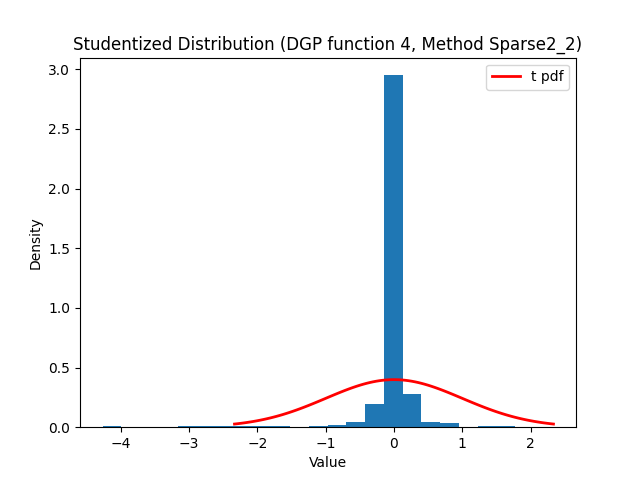 Studentized Distribution (DGP function 4, Method Sparse2_2)
t pdf
3.0
2.5
2.0
1.5
1.0
0.5
0.0
Density
−4 −3 −2 −1 0 1 2
Value